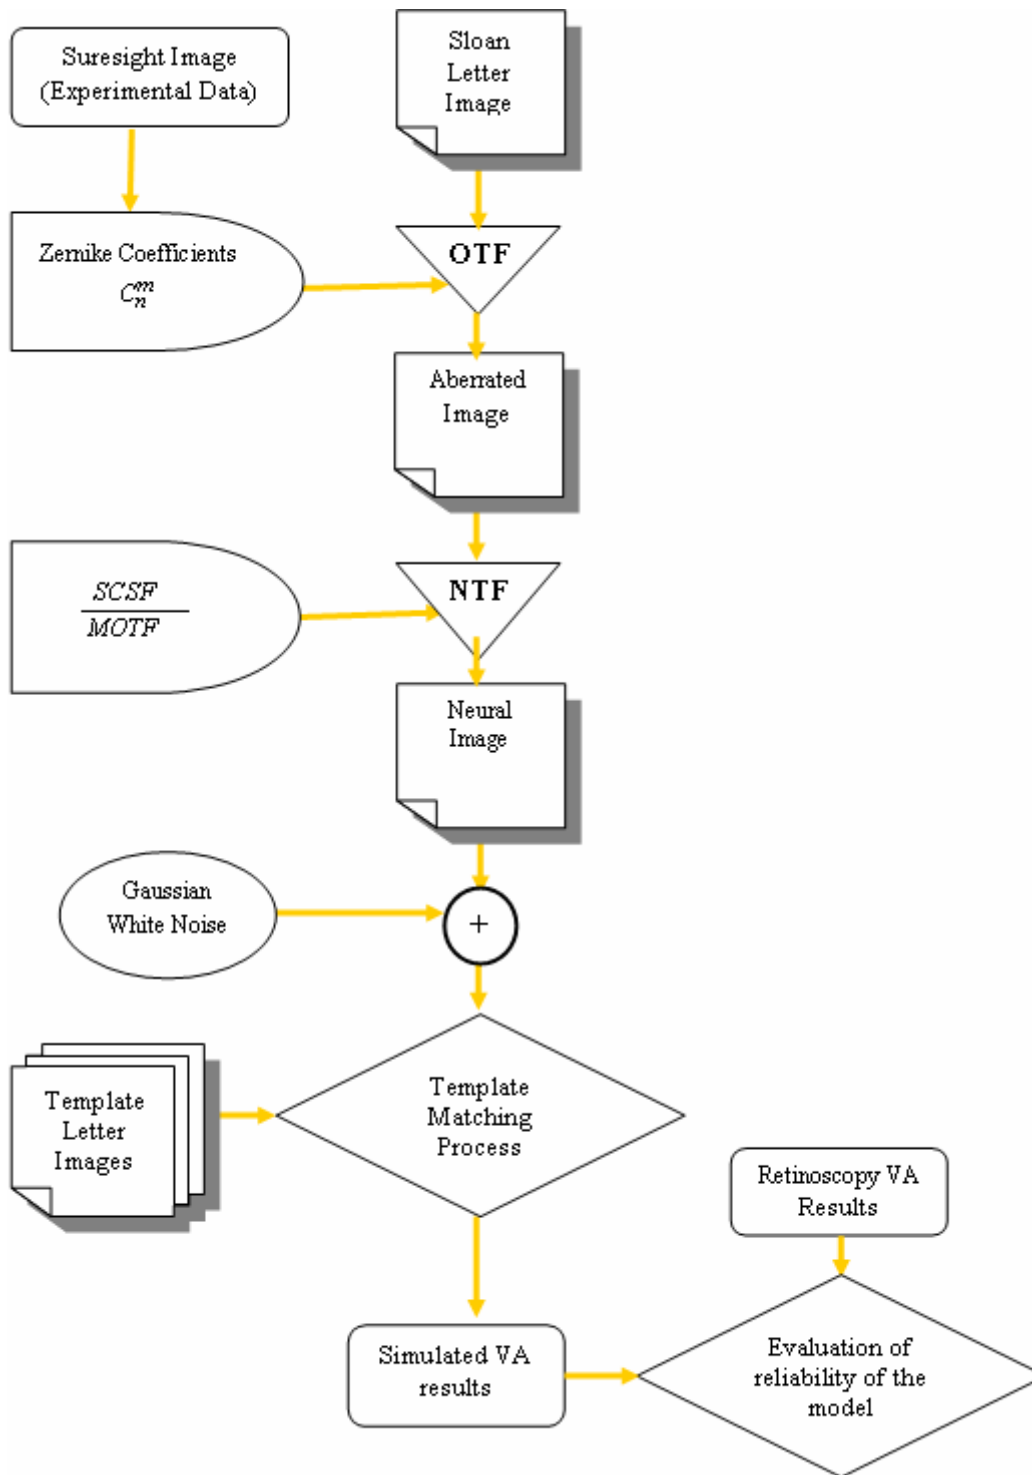 Suresight Image
(Experimental Data)
Sloan
Letter
Image
Zernike Coefficients
C_n^m
OTF
Aberrated
Image
SCSF
MOTF
NTF
Neural
Image
Gaussian
White Noise
+
Template
Letter
Images
Template
Matching
Process
Retinoscopy VA
Results
Simulated VA
results
Evaluation of
reliability of the
model